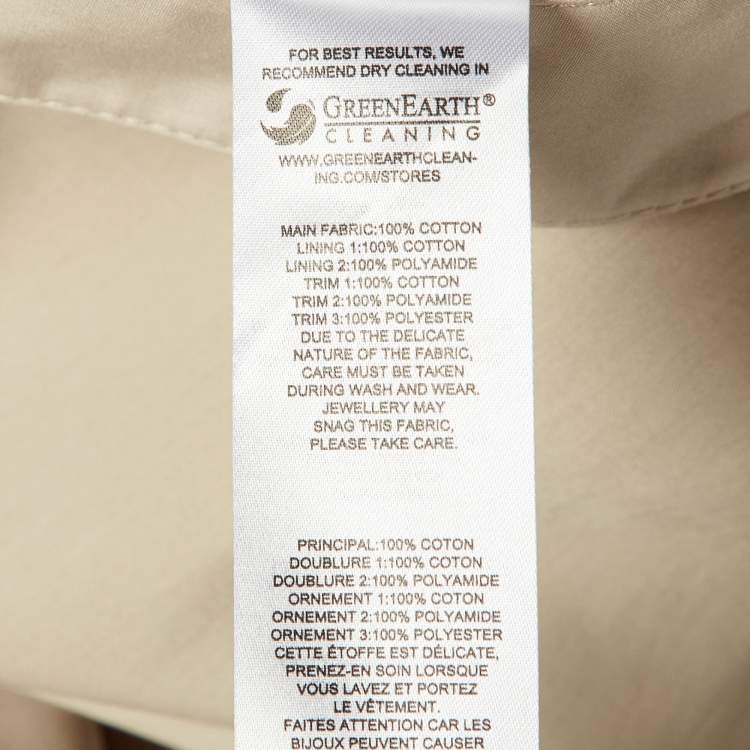 FOR BEST RESULTS, WE
RECOMMEND DRY CLEANING IN
GREENEARTH®
CLEANING
WWW.GREENEARTHCLEAN-
ING.COM/STORES
MAIN FABRIC:100% COTTON
LINING 1:100% COTTON
LINING 2:100% POLYAMIDE
TRIM 1:100% COTTON
TRIM 2:100% POLYAMIDE
TRIM 3:100% POLYESTER
DUE TO THE DELICATE
NATURE OF THE FABRIC,
CARE MUST BE TAKEN
DURING WASH AND WEAR.
JEWELLERY MAY
SNAG THIS FABRIC,
PLEASE TAKE CARE.
PRINCIPAL:100% COTON
DOUBLURE 1:100% COTON
DOUBLURE 2:100% POLYAMIDE
ORNEMENT 1:100% COTON
ORNEMENT 2:100% POLYAMIDE
ORNEMENT 3:100% POLYESTER
CETTE ÉTOFFE EST DÉLICATE,
PRENEZ-EN SOIN LORSQUE
VOUS LAVEZ ET PORTEZ
LE VÊTEMENT.
FAITES ATTENTION CAR LES
BIJOUX PEUVENT CAUSER